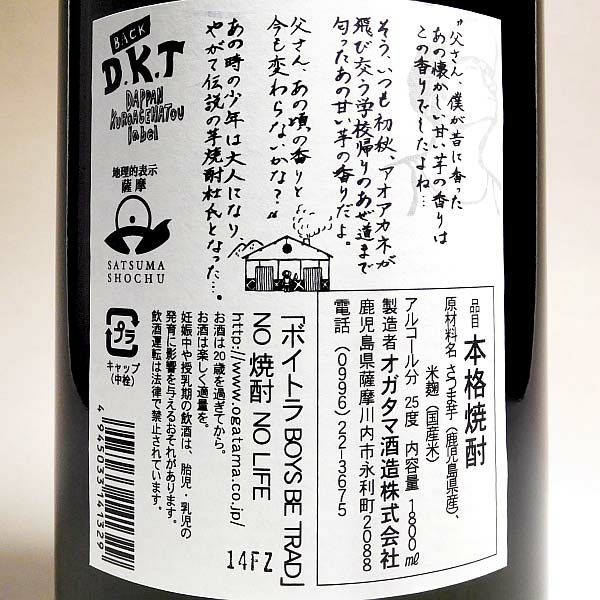 BACK
D.K.T
DAPPAN
KUROAGEHATOU
label
地理的表示
薩摩
SATSUMA
SHOCHU
プラ
キャップ
(中栓)
“父さん、僕が昔に香った
あの懐かしい甘い芋の香りは
この香りでしたよね…
そう、いつも初秋、アオアカネが
飛び交う学校帰りのあぜ道まで
匂ったあの甘い芋の香りだよ。
父さん、あの頃の香りと
今も変わらないかな？”
あの時の少年は大人になり、
やがて伝説の芋焼酎杜氏となった…。
品目 本格焼酎
原材料名 さつま芋(鹿児島県産)、
米麹(国産米)
アルコール分 25度 内容量 1800㎖
製造者 オガタマ酒造株式会社
鹿児島県薩摩川内市永利町2088
電話 (0996)22-3675
「ボイトラ BOYS BE TRAD」
NO 焼酎 NO LIFE
http://www.ogatama.co.jp/
お酒は20歳を過ぎてから。
お酒は楽しく適量を。
妊娠中や授乳期の飲酒は、胎児・乳児の
発育に影響を与えるおそれがあります。
飲酒運転は法律で禁止されています。
4945033141329
14FZ